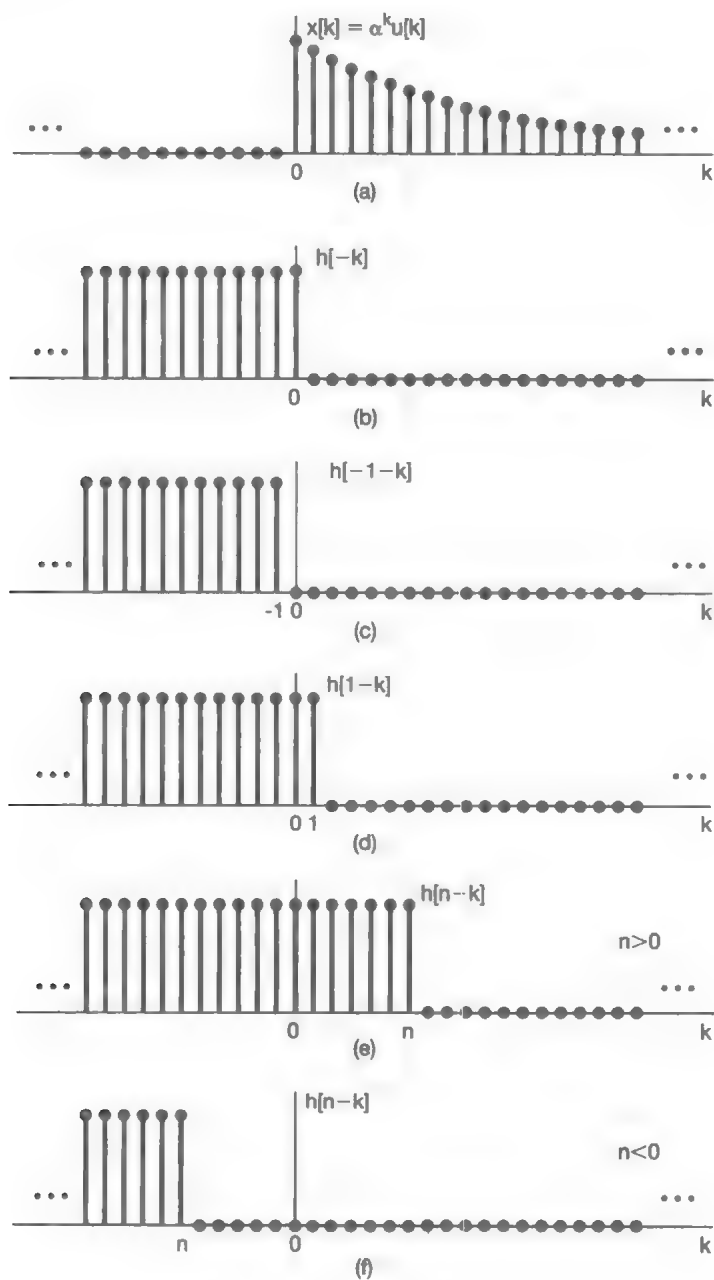 x[k] = α^k u[k]
... ...
0 k
(a)
h[−k]
... ...
0 k
(b)
h[−1−k]
... ...
-1 0 k
(c)
h[1−k]
... ...
0 1 k
(d)
h[n−k]
n>0
... ...
0 n k
(e)
h[n−k]
n<0
... ...
n 0 k
(f)